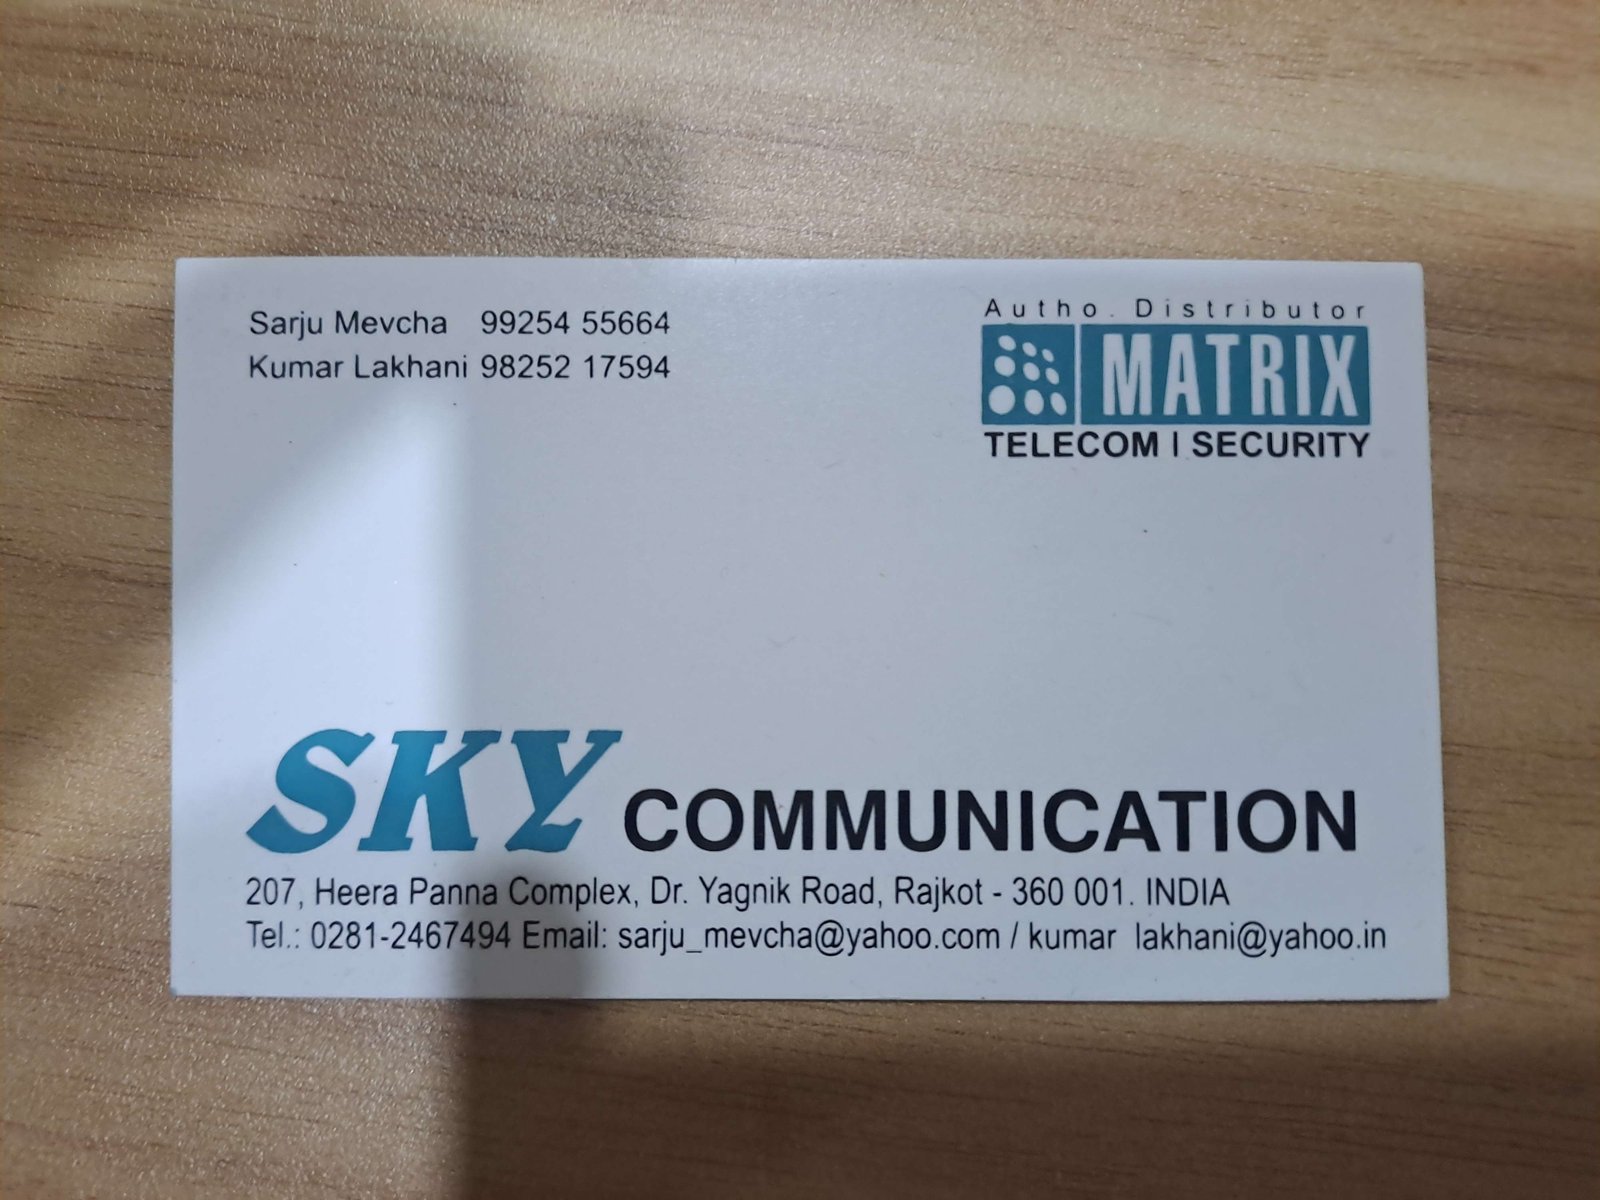 Sarju Mevcha 99254 55664
Kumar Lakhani 98252 17594
Autho. Distributor
MATRIX
TELECOM | SECURITY
SKY COMMUNICATION
207, Heera Panna Complex, Dr. Yagnik Road, Rajkot - 360 001. INDIA
Tel.: 0281-2467494 Email: sarju_mevcha@yahoo.com / kumar lakhani@yahoo.in